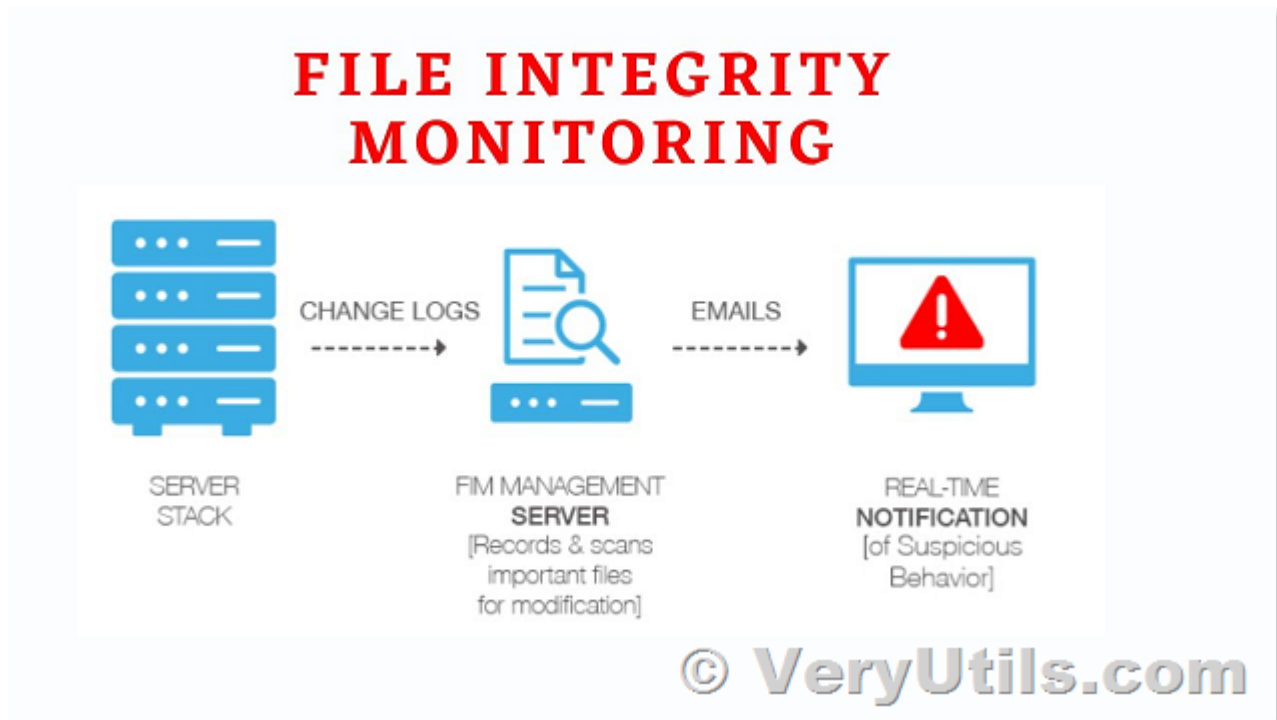 FILE INTEGRITY
MONITORING
CHANGE LOGS
EMAILS
SERVER
STACK
FIM MANAGEMENT
SERVER
[Records & scans
important files
for modification]
REAL-TIME
NOTIFICATION
[of Suspicious
Behavior]
© VeryUtils.com